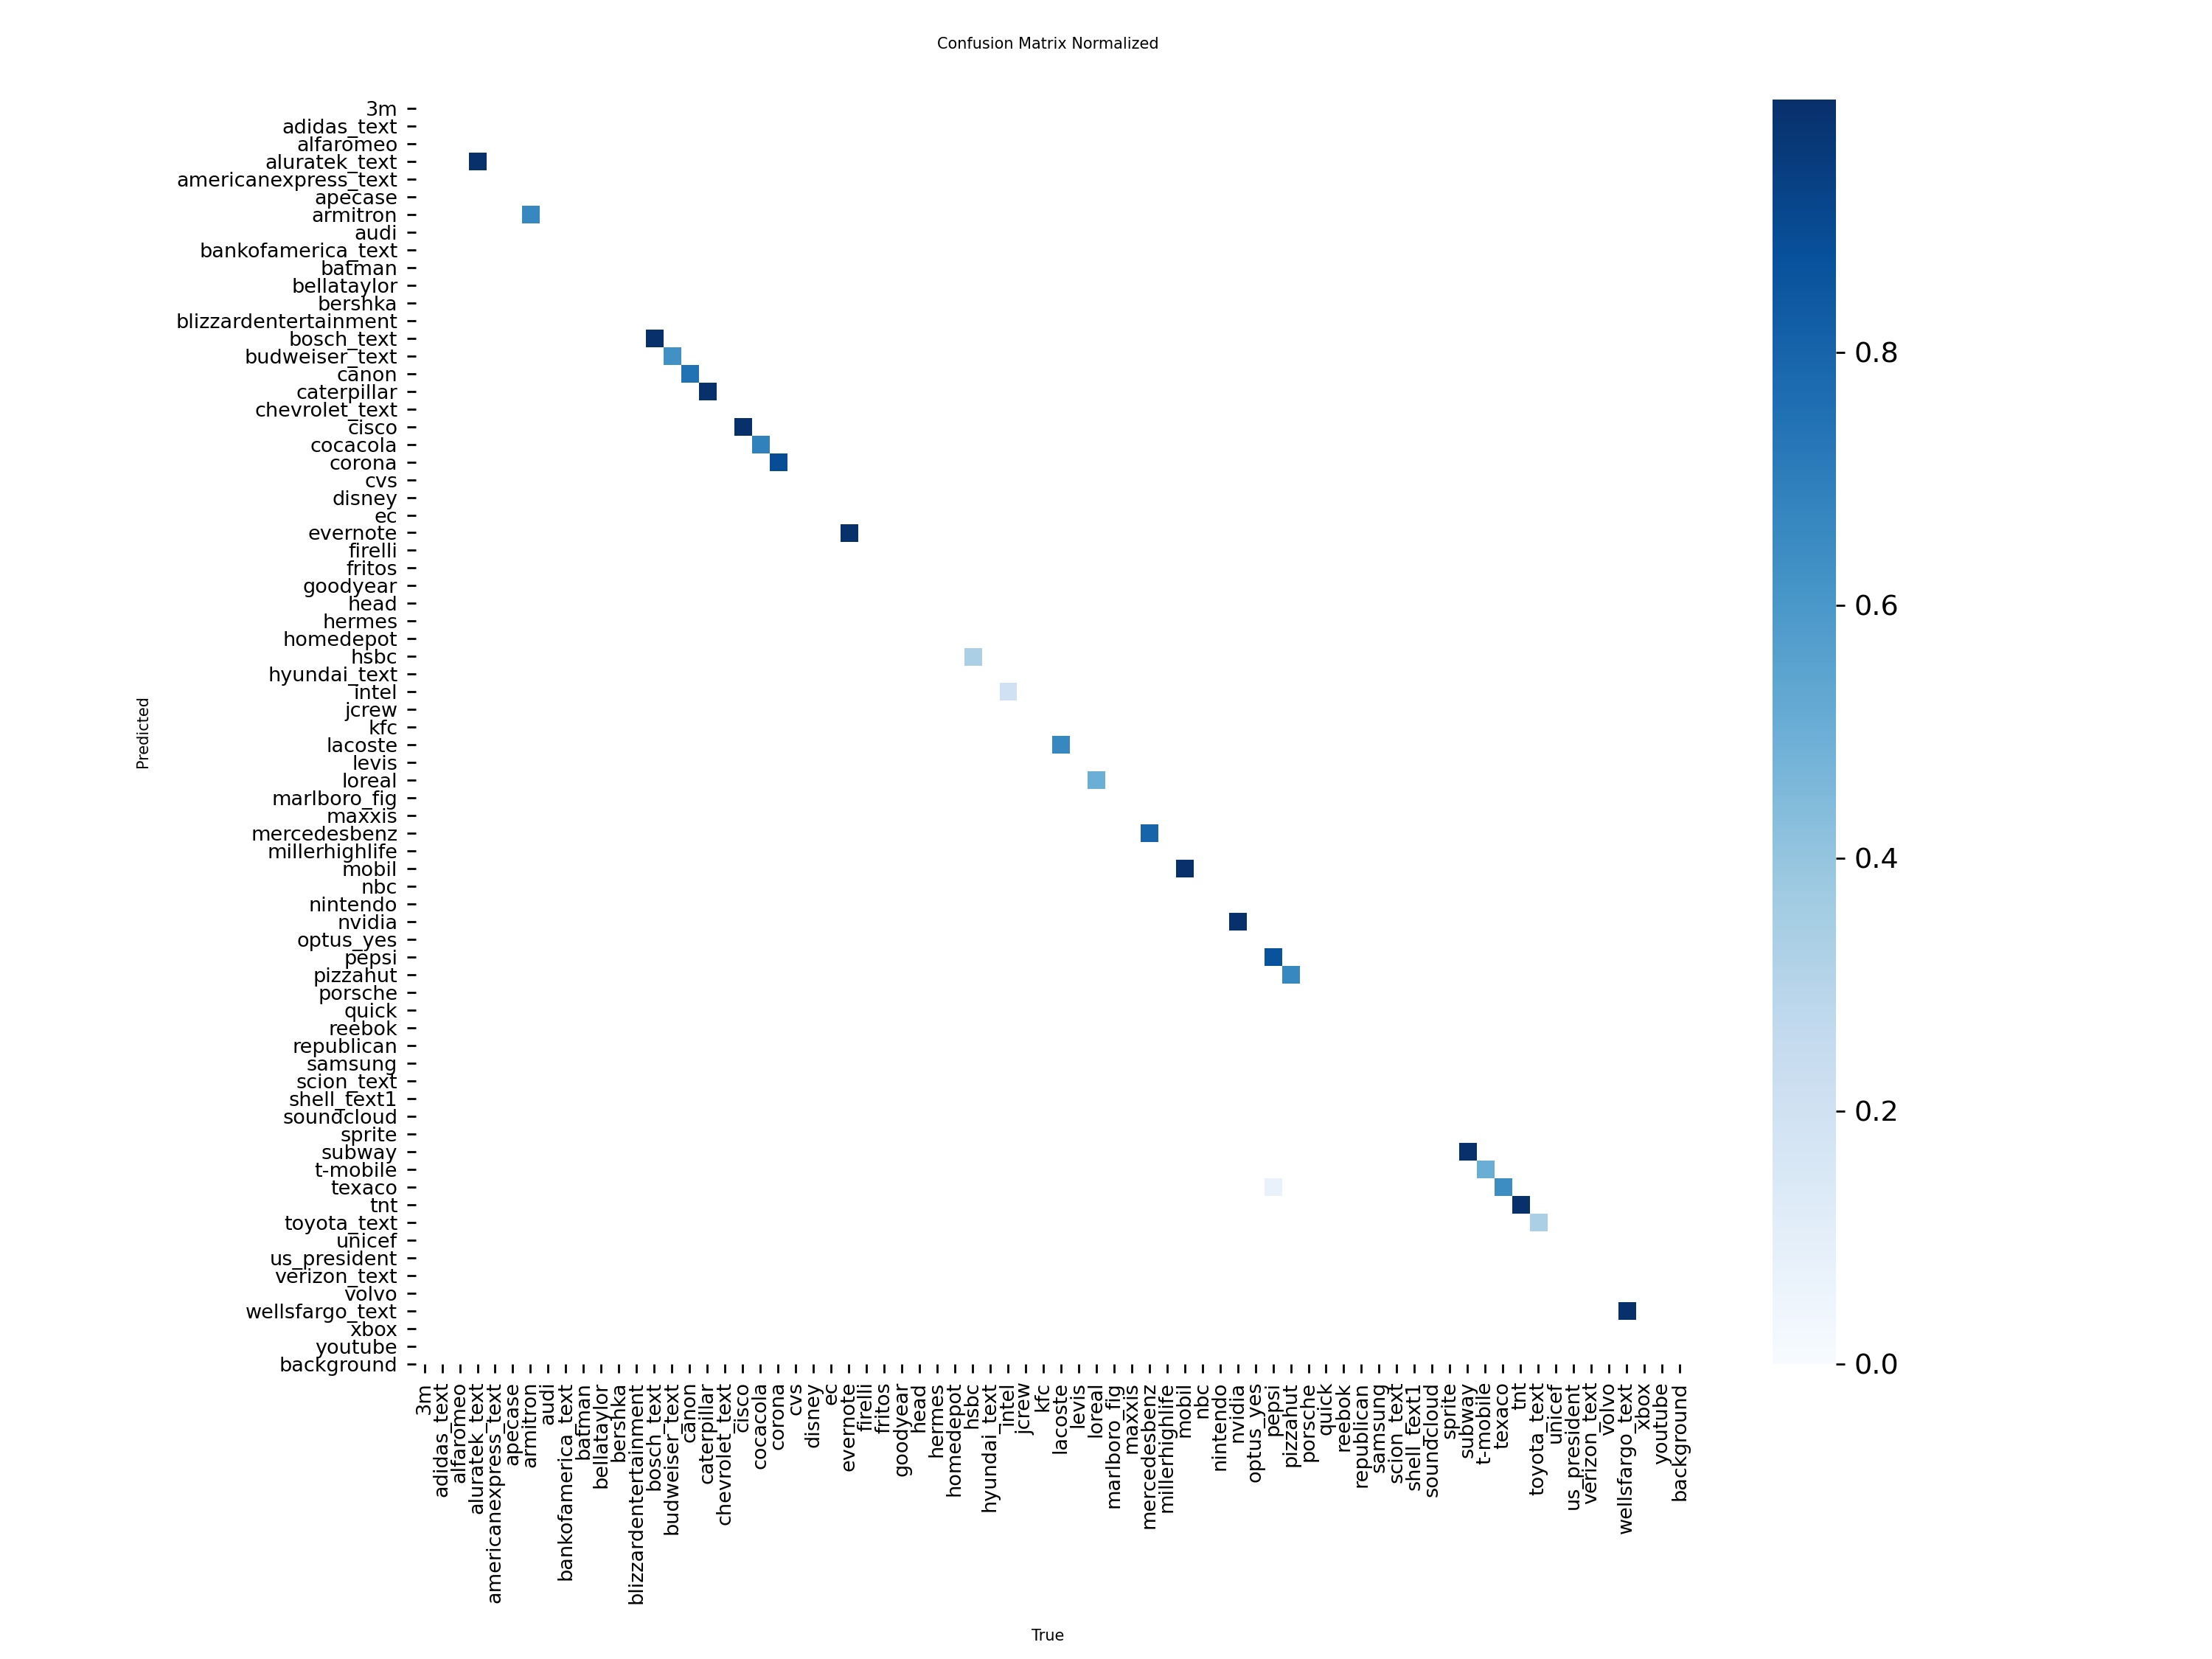 Confusion Matrix Normalized
3m
adidas_text
alfaromeo
aluratek_text
americanexpress_text
apecase
armitron
audi
bankofamerica_text
batman
bellataylor
bershka
blizzardentertainment
bosch_text
budweiser_text
canon
caterpillar
chevrolet_text
cisco
cocacola
corona
cvs
disney
ec
evernote
firelli
fritos
goodyear
head
hermes
homedepot
hsbc
hyundai_text
intel
jcrew
kfc
lacoste
levis
loreal
marlboro_fig
maxxis
mercedesbenz
millerhighlife
mobil
nbc
nintendo
nvidia
optus_yes
pepsi
pizzahut
porsche
quick
reebok
republican
samsung
scion_text
shell_text1
soundcloud
sprite
subway
t-mobile
texaco
tnt
toyota_text
unicef
us_president
verizon_text
volvo
wellsfargo_text
xbox
youtube
background
Predicted
3m
adidas_text
alfaromeo
aluratek_text
americanexpress_text
apecase
armitron
audi
bankofamerica_text
batman
bellataylor
bershka
blizzardentertainment
bosch_text
budweiser_text
canon
caterpillar
chevrolet_text
cisco
cocacola
corona
cvs
disney
ec
evernote
firelli
fritos
goodyear
head
hermes
homedepot
hsbc
hyundai_text
intel
jcrew
kfc
lacoste
levis
loreal
marlboro_fig
maxxis
mercedesbenz
millerhighlife
mobil
nbc
nintendo
nvidia
optus_yes
pepsi
pizzahut
porsche
quick
reebok
republican
samsung
scion_text
shell_text1
soundcloud
sprite
subway
t-mobile
texaco
tnt
toyota_text
unicef
us_president
verizon_text
volvo
wellsfargo_text
xbox
youtube
background
True
0.8
0.6
0.4
0.2
0.0